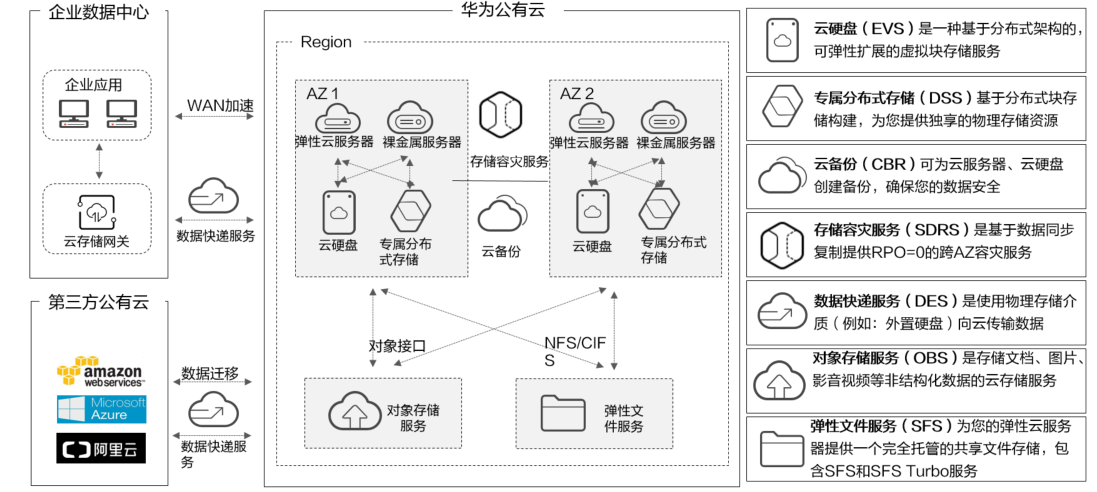 企业数据中心
企业应用
云存储网关
WAN加速
数据快递服务
第三方公有云
amazon
webservices™
Microsoft
Azure
阿里云
数据迁移
数据快递服
务
华为公有云
Region
AZ 1
弹性云服务器
裸金属服务器
云硬盘
专属分布
式存储
存储容灾服务
云备份
AZ 2
弹性云服务器
裸金属服务器
云硬盘
专属分布式
存储
对象接口
NFS/CIF
S
对象存储
服务
弹性文
件服务
云硬盘（EVS）是一种基于分布式架构的，
可弹性扩展的虚拟块存储服务
专属分布式存储（DSS）基于分布式块存
储构建，为您提供独享的物理存储资源
云备份（CBR）可为云服务器、云硬盘
创建备份，确保您的数据安全
存储容灾服务（SDRS）是基于数据同步
复制提供RPO=0的跨AZ容灾服务
数据快递服务（DES）是使用物理存储介
质（例如：外置硬盘）向云传输数据
对象存储服务（OBS）是存储文档、图片、
影音视频等非结构化数据的云存储服务
弹性文件服务（SFS）为您的弹性云服务
器提供一个完全托管的共享文件存储，包
含SFS和SFS Turbo服务